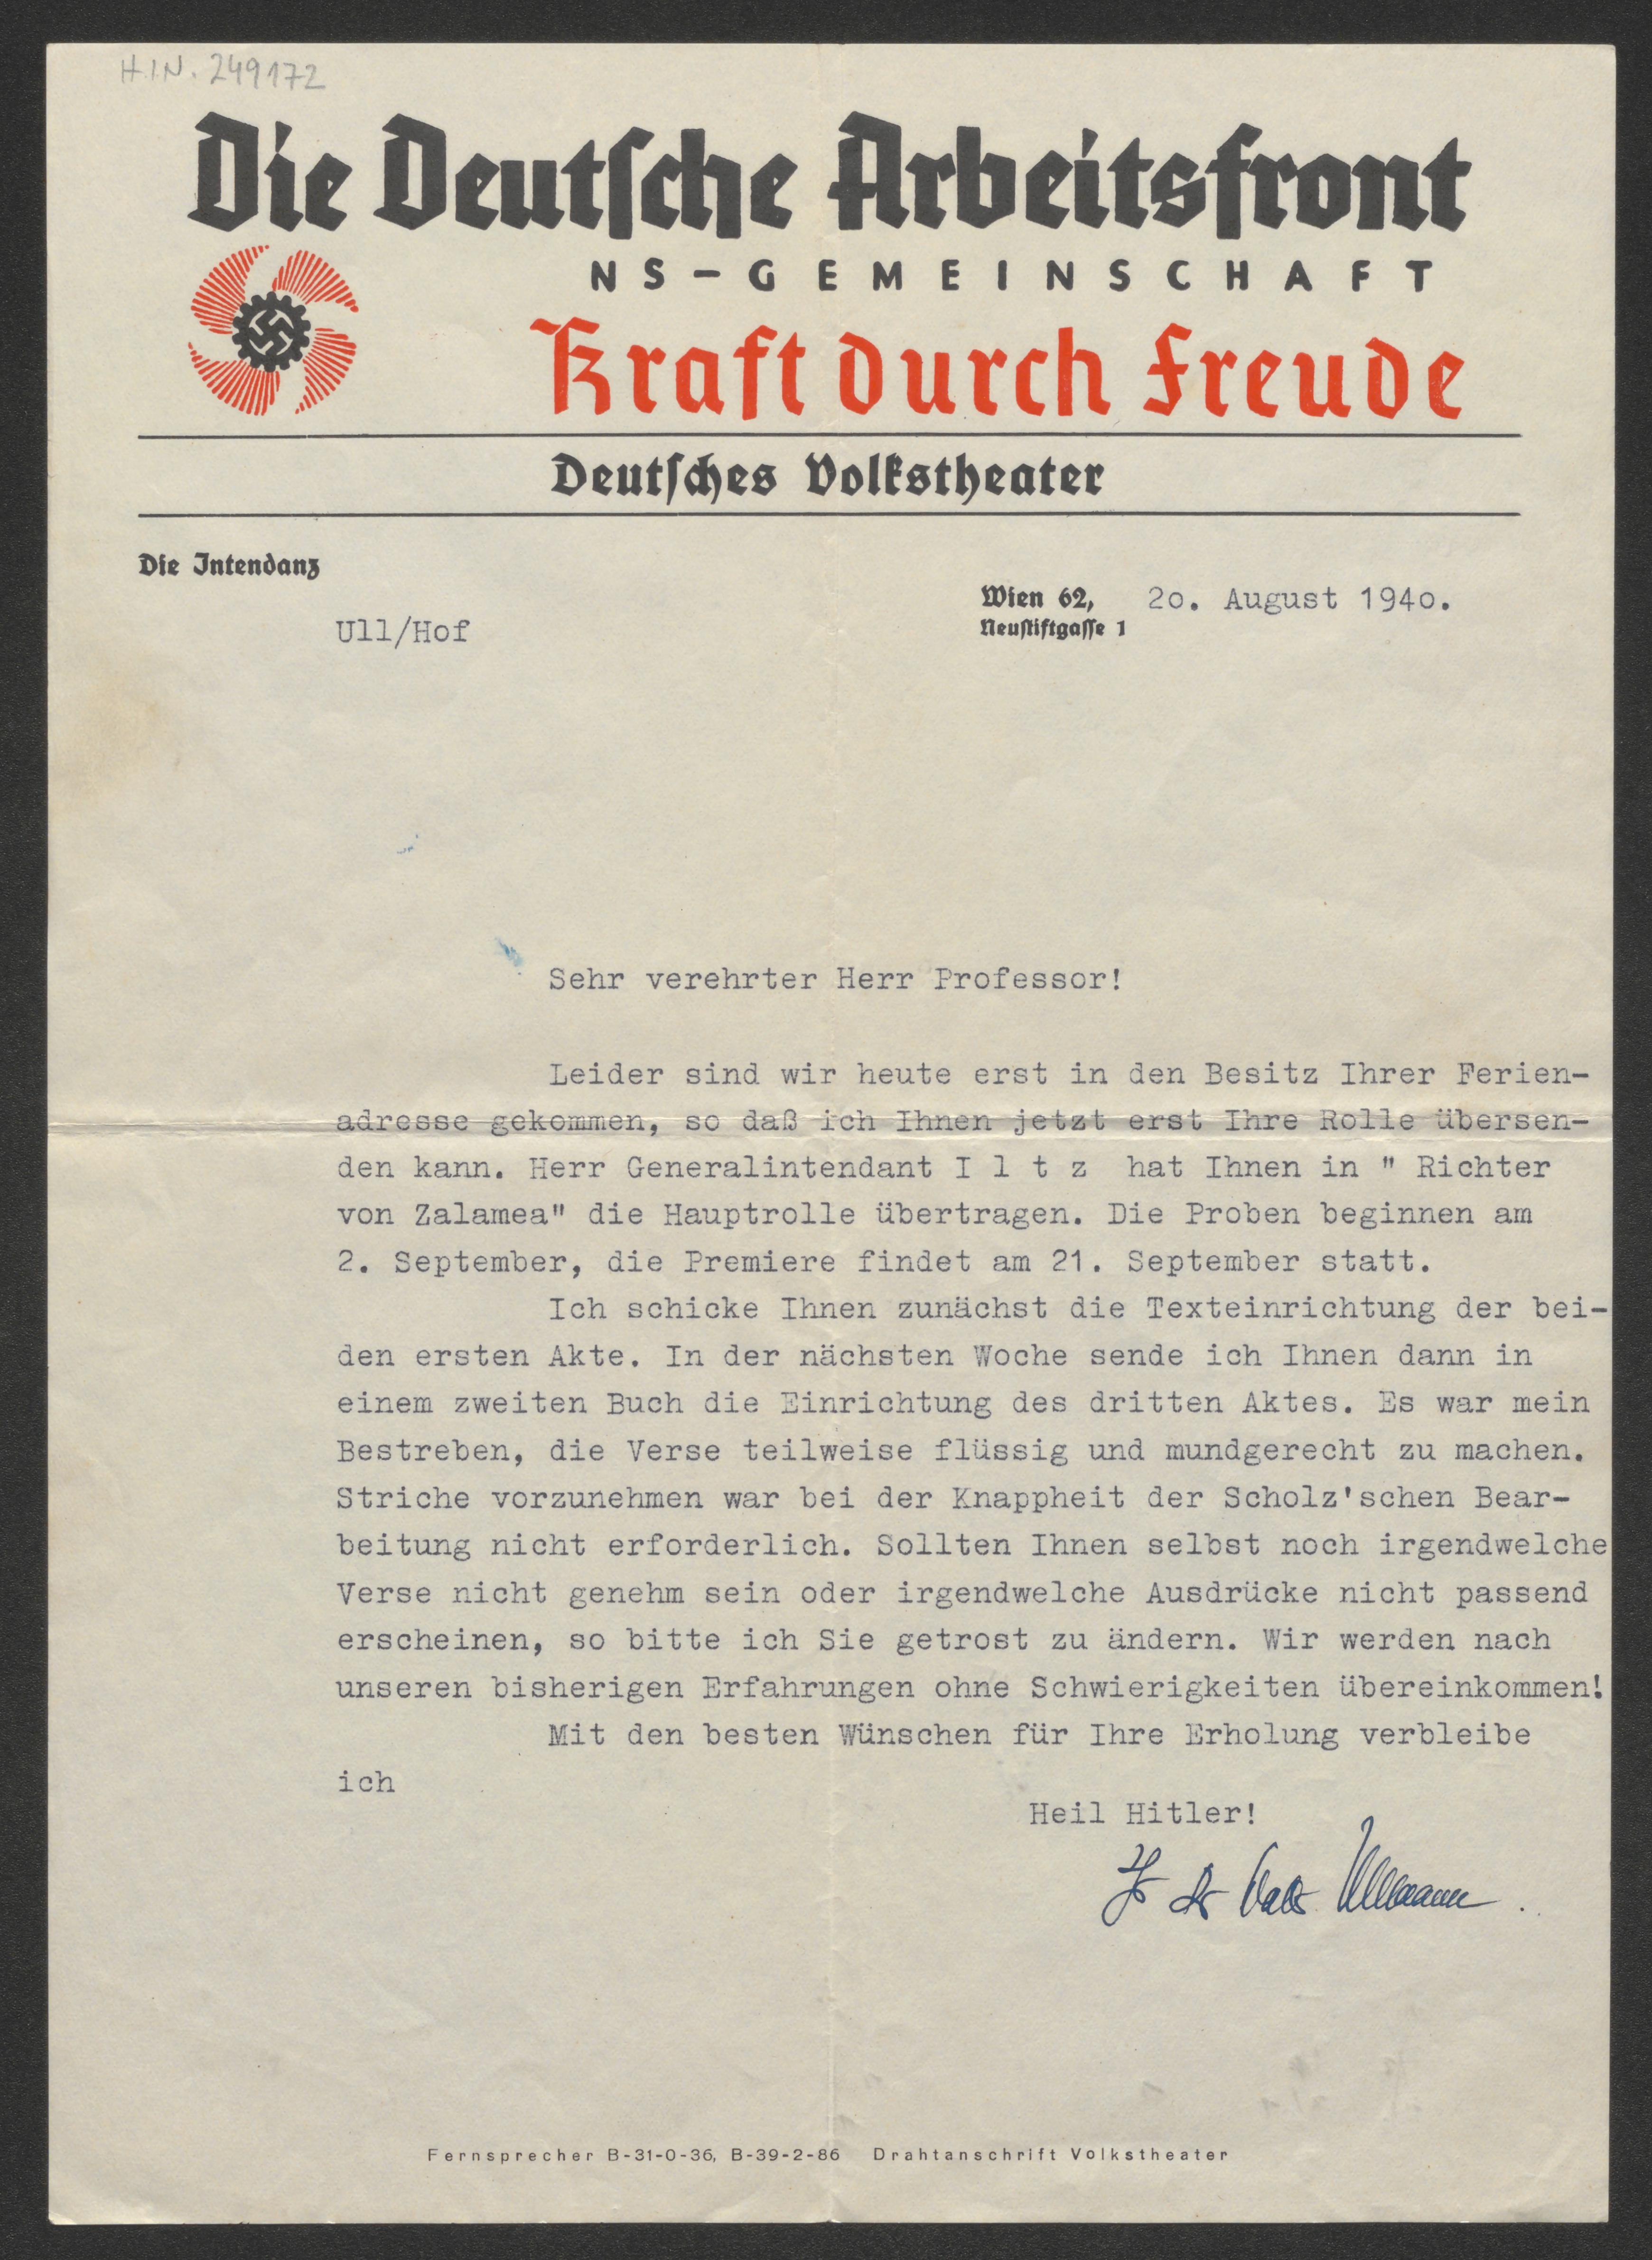 H.I.N. 249172
Die Deutsche Arbeitsfront
NS-GEMEINSCHAFT
Kraft durch Freude
Deutsches Volkstheater
Die Intendanz
Wien 62, 2o. August 194o.
Neustiftgasse 1
Ull/Hof
Sehr verehrter Herr Professor!
Leider sind wir heute erst in den Besitz Ihrer Ferien-
adresse gekommen, so daß ich Ihnen jetzt erst Ihre Rolle übersen-
den kann. Herr Generalintendant I l t z hat Ihnen in " Richter
von Zalamea" die Hauptrolle übertragen. Die Proben beginnen am
2. September, die Premiere findet am 21. September statt.
Ich schicke Ihnen zunächst die Texteinrichtung der bei-
den ersten Akte. In der nächsten Woche sende ich Ihnen dann in
einem zweiten Buch die Einrichtung des dritten Aktes. Es war mein
Bestreben, die Verse teilweise flüssig und mundgerecht zu machen.
Striche vorzunehmen war bei der Knappheit der Scholz'schen Bear-
beitung nicht erforderlich. Sollten Ihnen selbst noch irgendwelche
Verse nicht genehm sein oder irgendwelche Ausdrücke nicht passend
erscheinen, so bitte ich Sie getrost zu ändern. Wir werden nach
unseren bisherigen Erfahrungen ohne Schwierigkeiten übereinkommen!
Mit den besten Wünschen für Ihre Erholung verbleibe
ich
Heil Hitler!
Ullmann
Fernsprecher B-31-0-36, B-39-2-86 Drahtanschrift Volkstheater